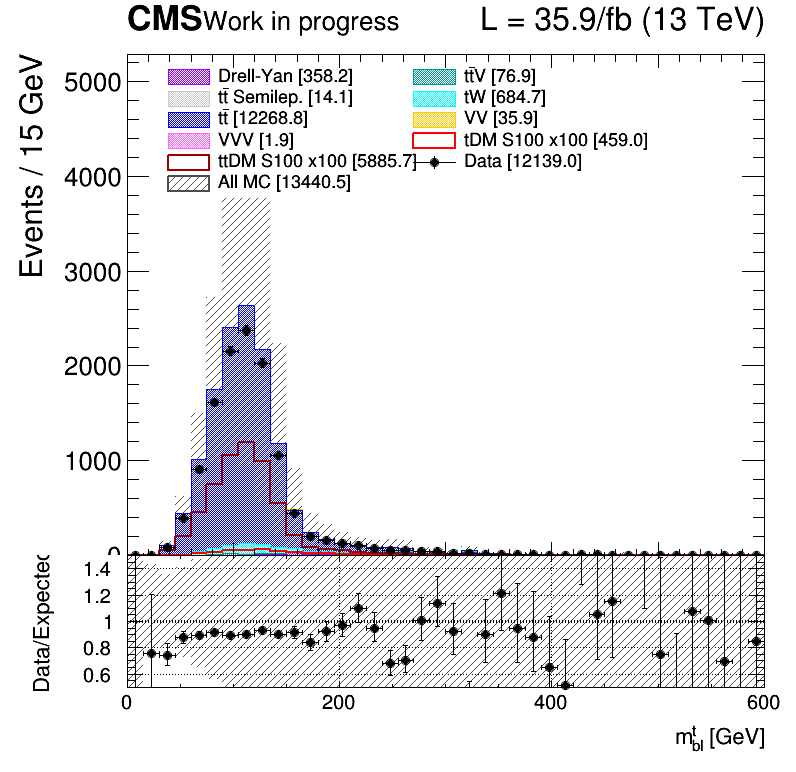 CMS Work in progress L = 35.9/fb (13 TeV)
Events / 15 GeV
5000
4000
3000
2000
1000
0
Drell-Yan [358.2] tt̄V [76.9]
tt̄ Semilep. [14.1] tW [684.7]
tt̄ [12268.8] VV [35.9]
VVV [1.9] tDM S100 x100 [459.0]
ttDM S100 x100 [5885.7] Data [12139.0]
All MC [13440.5]
Data/Expected
1.4
1.2
1
0.8
0.6
0 200 400 600
m^t_bl [GeV]